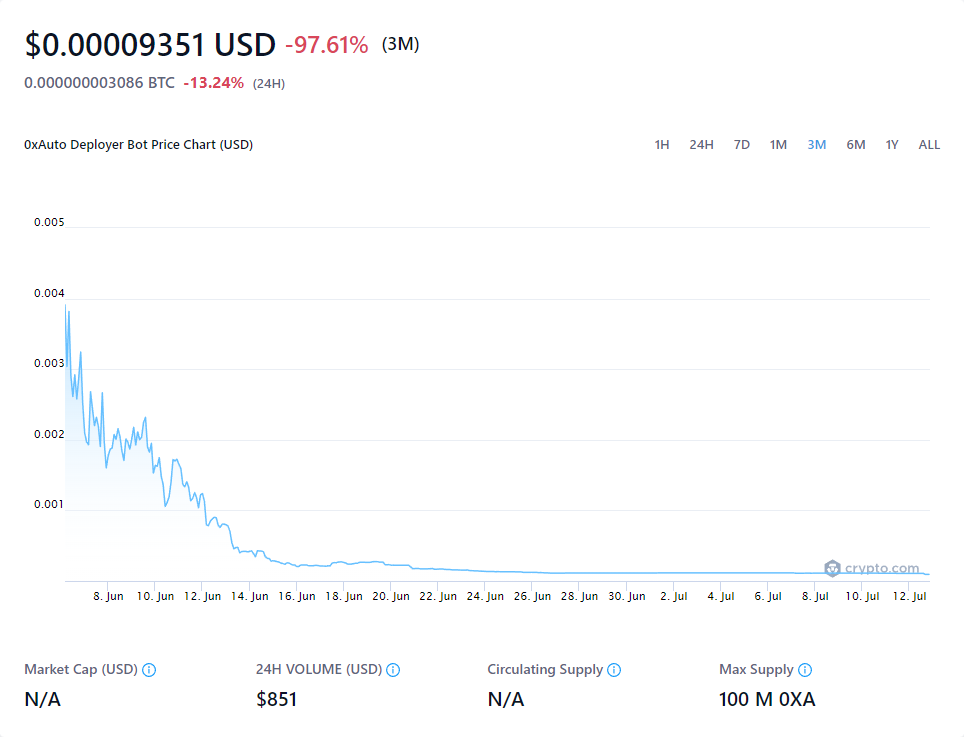 $0.00009351 USD -97.61% (3M)
0.000000003086 BTC -13.24% (24H)
0xAuto Deployer Bot Price Chart (USD) 1H 24H 7D 1M 3M 6M 1Y ALL
0.005
0.004
0.003
0.002
0.001
crypto.com
8. Jun 10. Jun 12. Jun 14. Jun 16. Jun 18. Jun 20. Jun 22. Jun 24. Jun 26. Jun 28. Jun 30. Jun 2. Jul 4. Jul 6. Jul 8. Jul 10. Jul 12. Jul
Market Cap (USD) 24H VOLUME (USD) Circulating Supply Max Supply
N/A $851 N/A 100 M 0XA